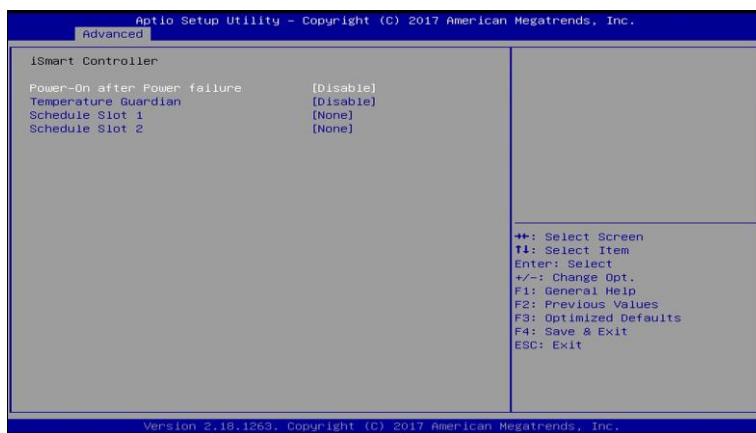 Aptio Setup Utility – Copyright (C) 2017 American Megatrends, Inc.
Advanced
iSmart Controller
Power-On after Power failure [Disable]
Temperature Guardian [Disable]
Schedule Slot 1 [None]
Schedule Slot 2 [None]
→←: Select Screen
↑↓: Select Item
Enter: Select
+/-: Change Opt.
F1: General Help
F2: Previous Values
F3: Optimized Defaults
F4: Save & Exit
ESC: Exit
Version 2.18.1263. Copyright (C) 2017 American Megatrends, Inc.